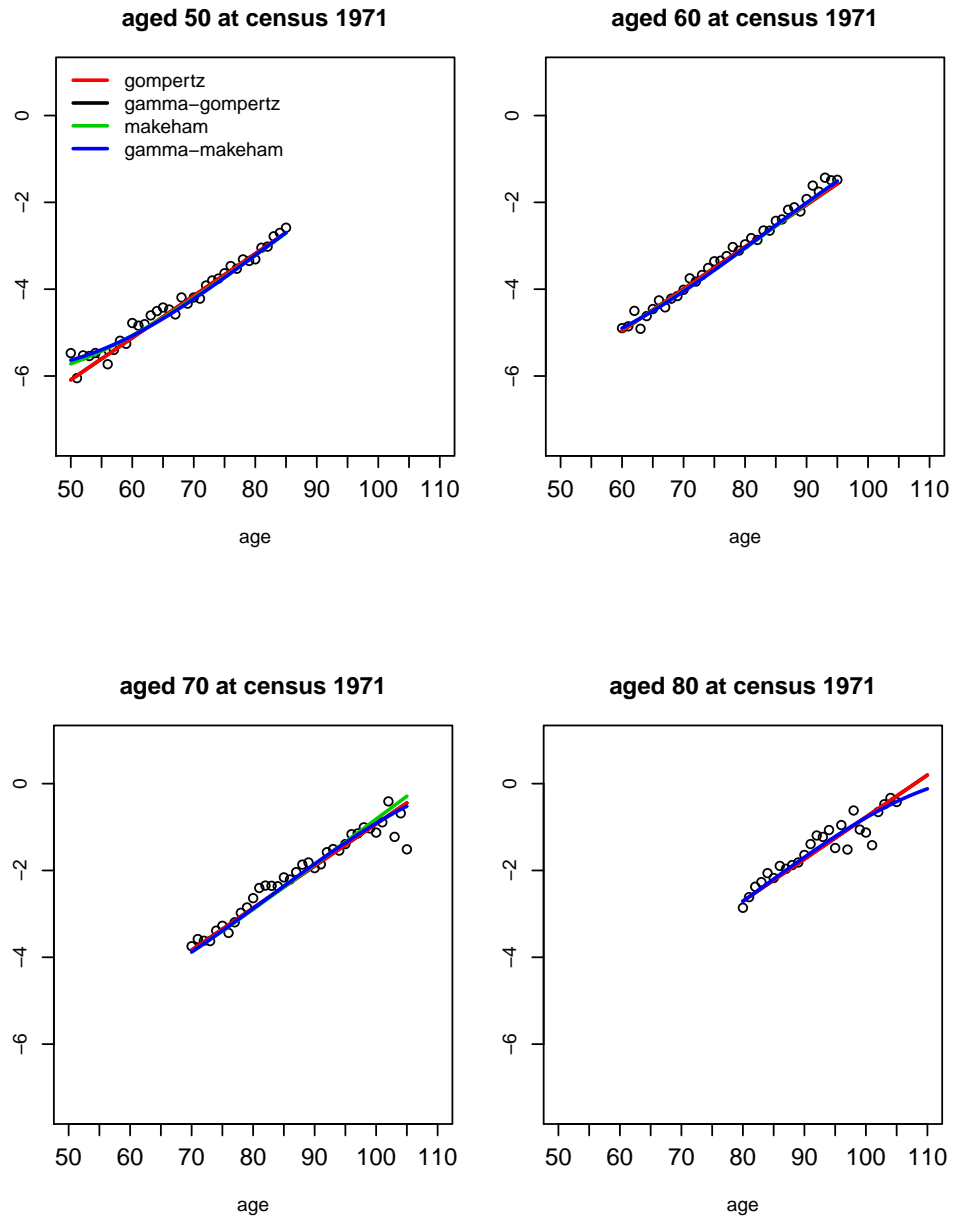 aged 50 at census 1971
gompertz
gamma−gompertz
makeham
gamma−makeham
0
−2
−4
−6
50 60 70 80 90 100 110
age
aged 60 at census 1971
0
−2
−4
−6
50 60 70 80 90 100 110
age
aged 70 at census 1971
0
−2
−4
−6
50 60 70 80 90 100 110
age
aged 80 at census 1971
0
−2
−4
−6
50 60 70 80 90 100 110
age